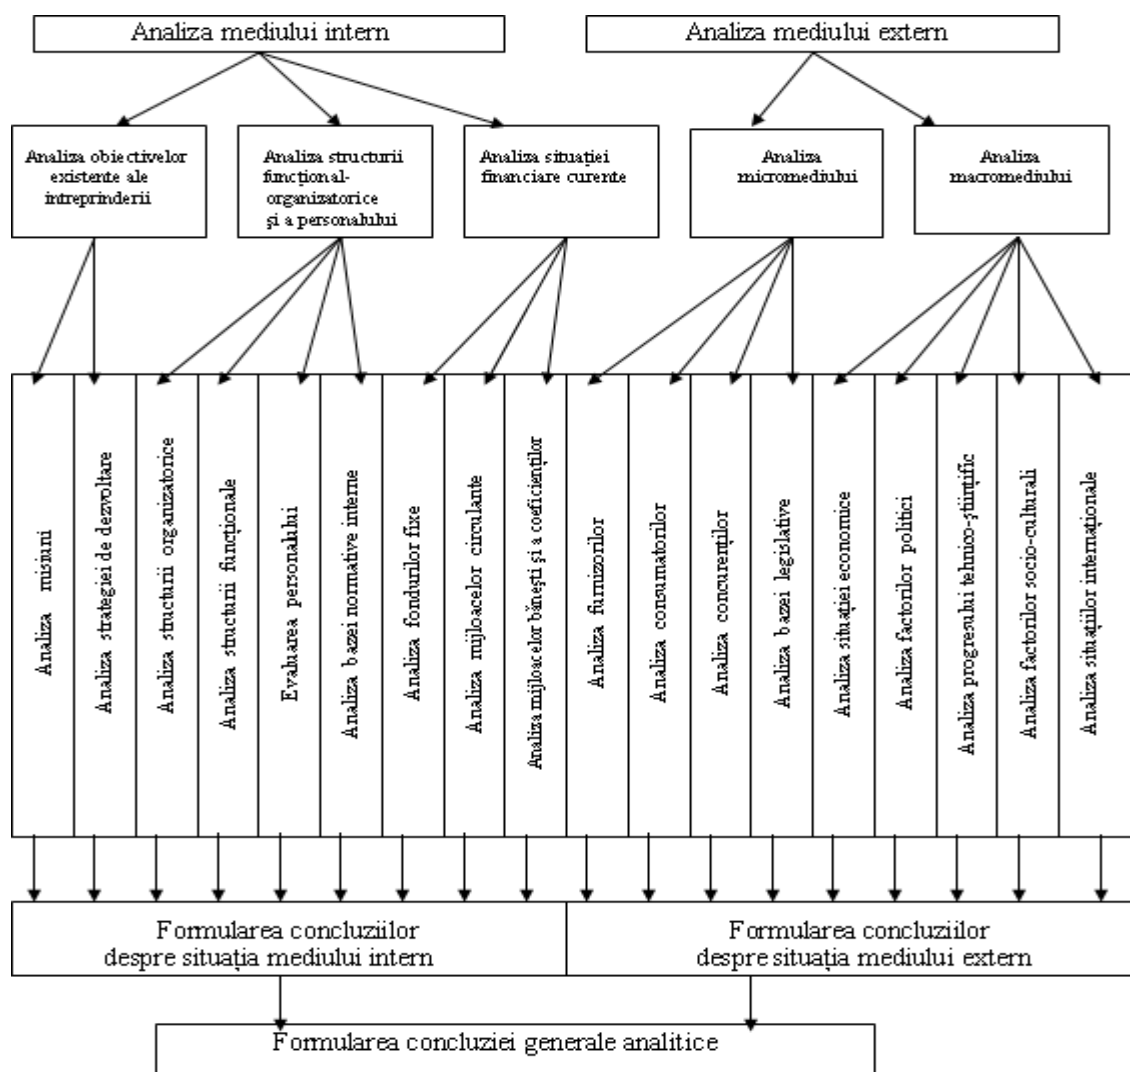 Analiza mediului intern
Analiza mediului extern
Analiza obiectivelor
existente ale
întreprinderii
Analiza structurii
funcțional-
organizatorice
și a personalului
Analiza situației
financiare curente
Analiza
micromediului
Analiza
macromediului
Analiza misiuni
Analiza strategiei de dezvoltare
Analiza structurii organizatorice
Analiza structurii funcționale
Evaluarea personalului
Analiza bazei normative interne
Analiza fondurilor fixe
Analiza mijloacelor circulante
Analiza mijloacelor bănești și a coeficienților
Analiza furnizorilor
Analiza consumatorilor
Analiza concurenților
Analiza bazei legislative
Analiza situației economice
Analiza factorilor politici
Analiza progresului tehnico-științific
Analiza factorilor socio-culturali
Analiza situațiilor internaționale
Formularea concluziilor
despre situația mediului intern
Formularea concluziilor
despre situația mediului extern
Formularea concluziei generale analitice